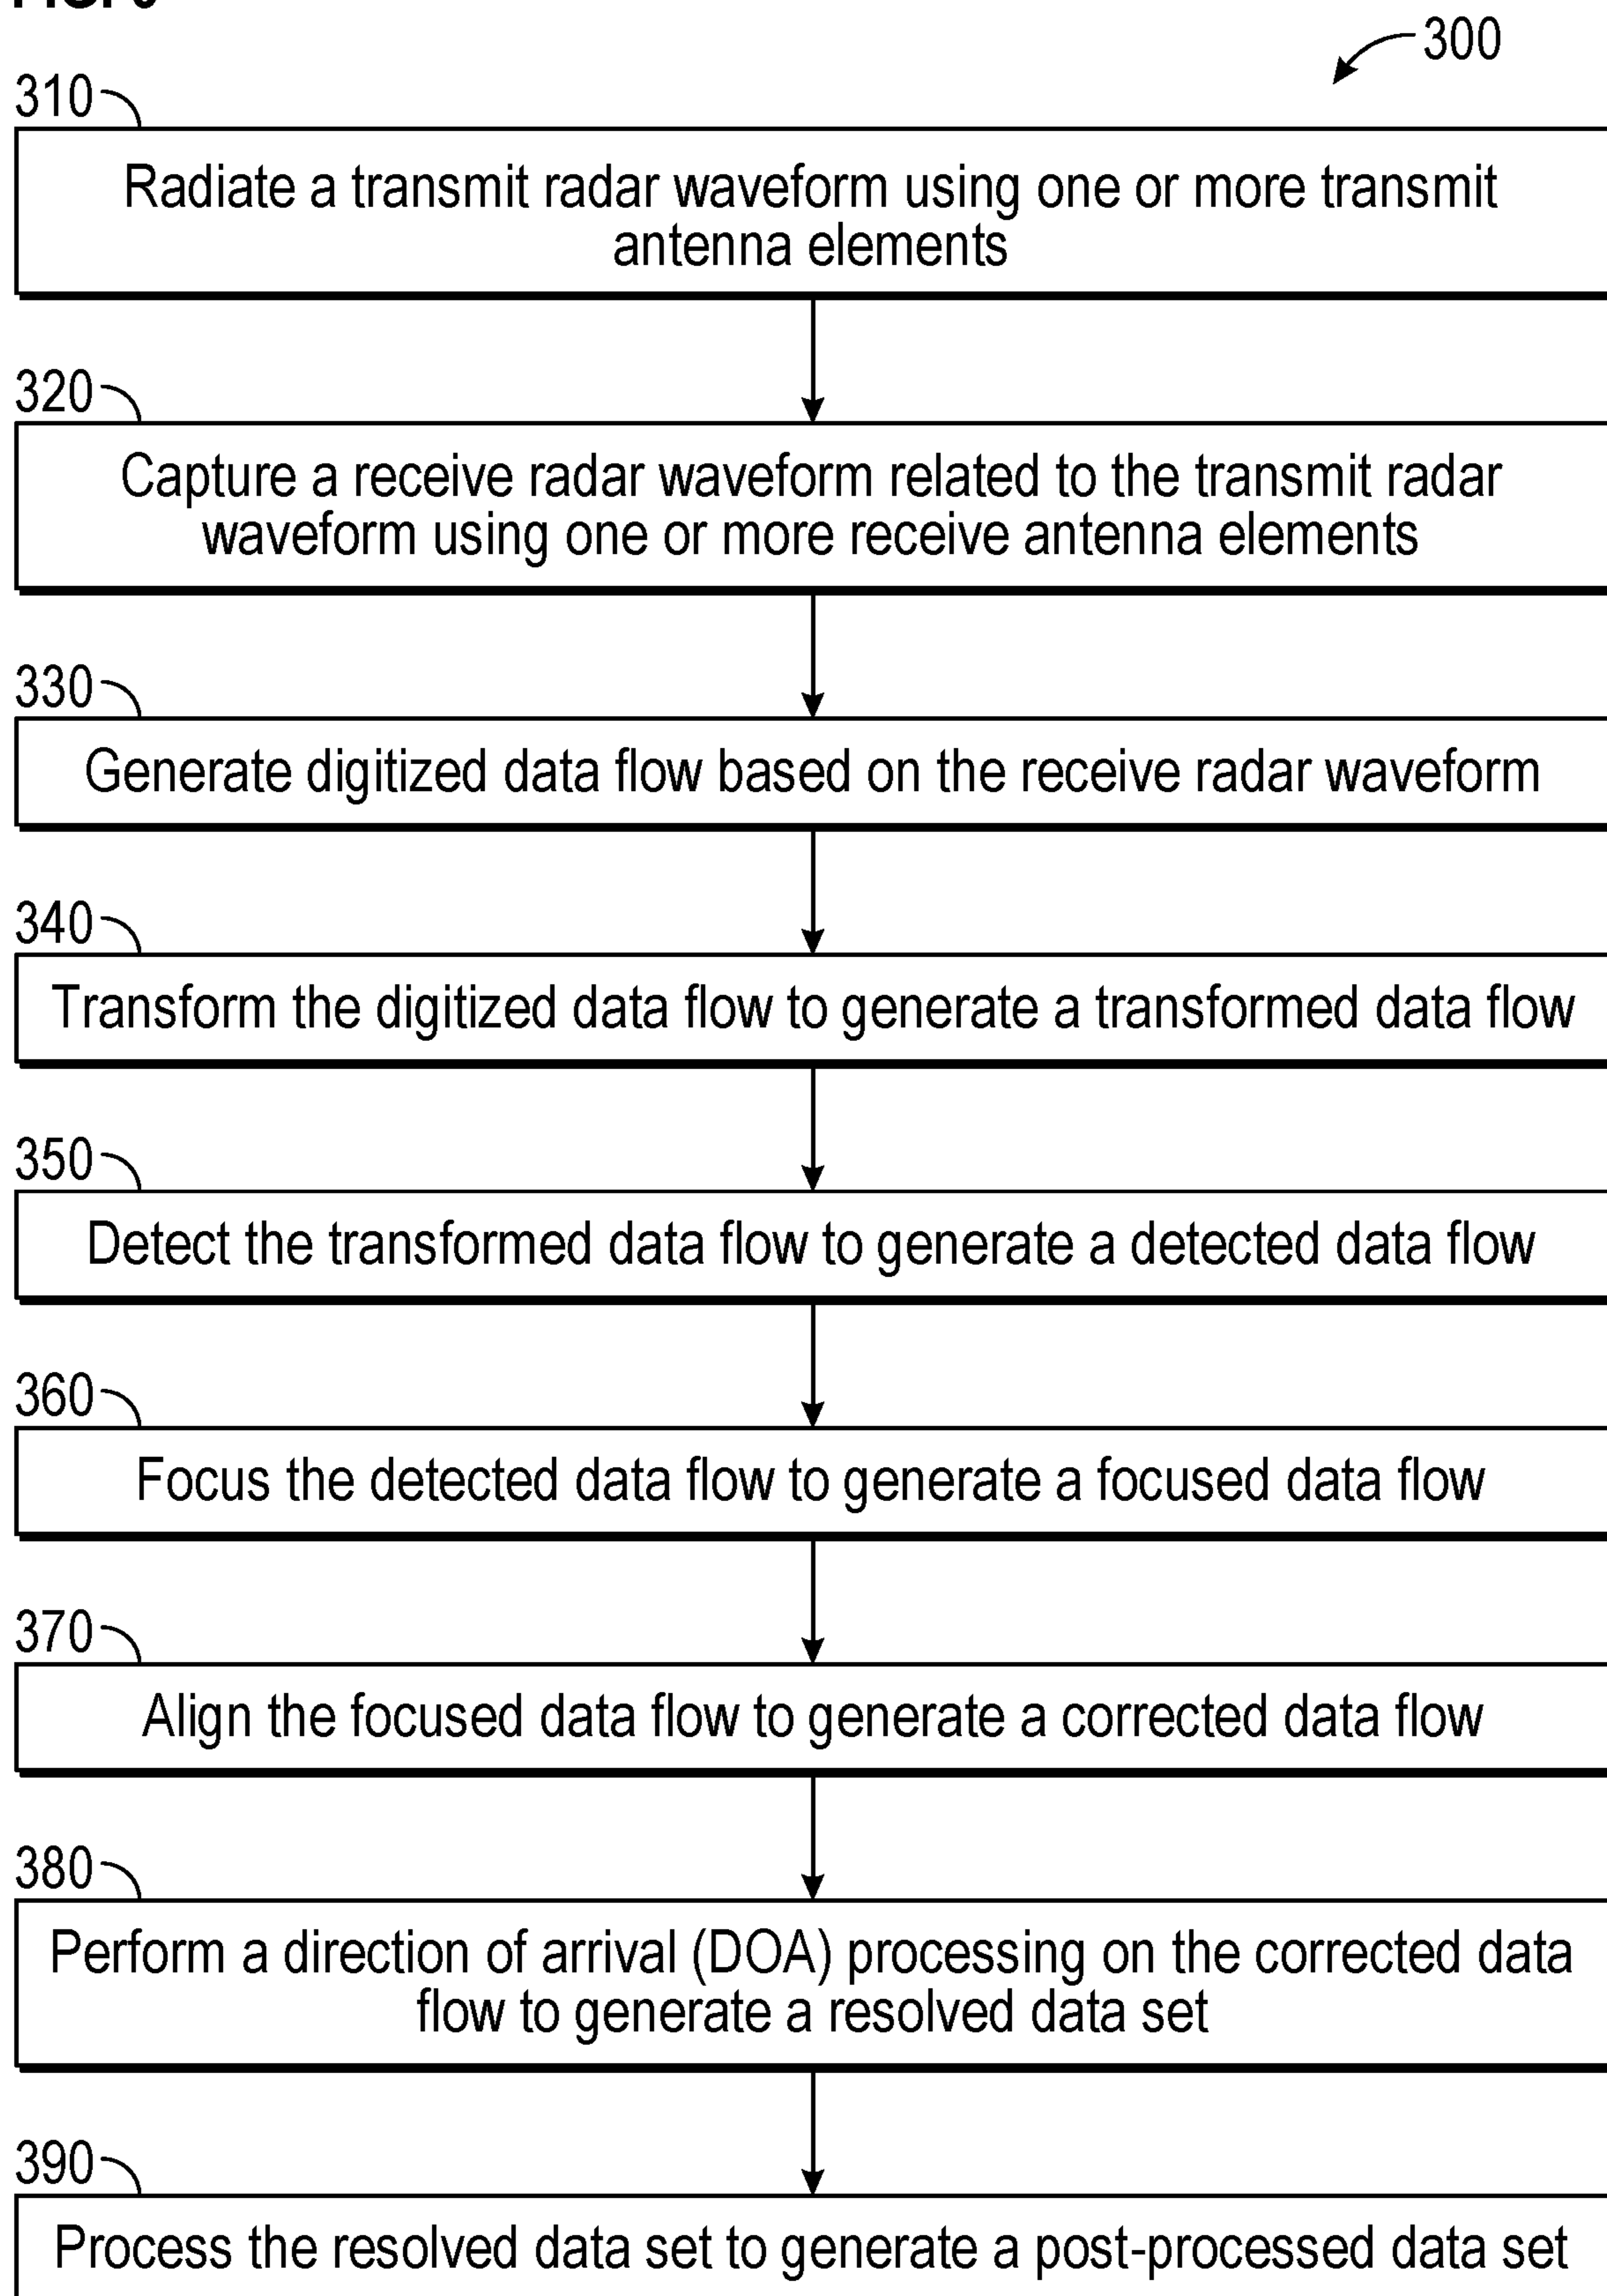 300
310
Radiate a transmit radar waveform using one or more transmit
antenna elements
320
Capture a receive radar waveform related to the transmit radar
waveform using one or more receive antenna elements
330
Generate digitized data flow based on the receive radar waveform
340
Transform the digitized data flow to generate a transformed data flow
350
Detect the transformed data flow to generate a detected data flow
360
Focus the detected data flow to generate a focused data flow
370
Align the focused data flow to generate a corrected data flow
380
Perform a direction of arrival (DOA) processing on the corrected data
flow to generate a resolved data set
390
Process the resolved data set to generate a post-processed data set